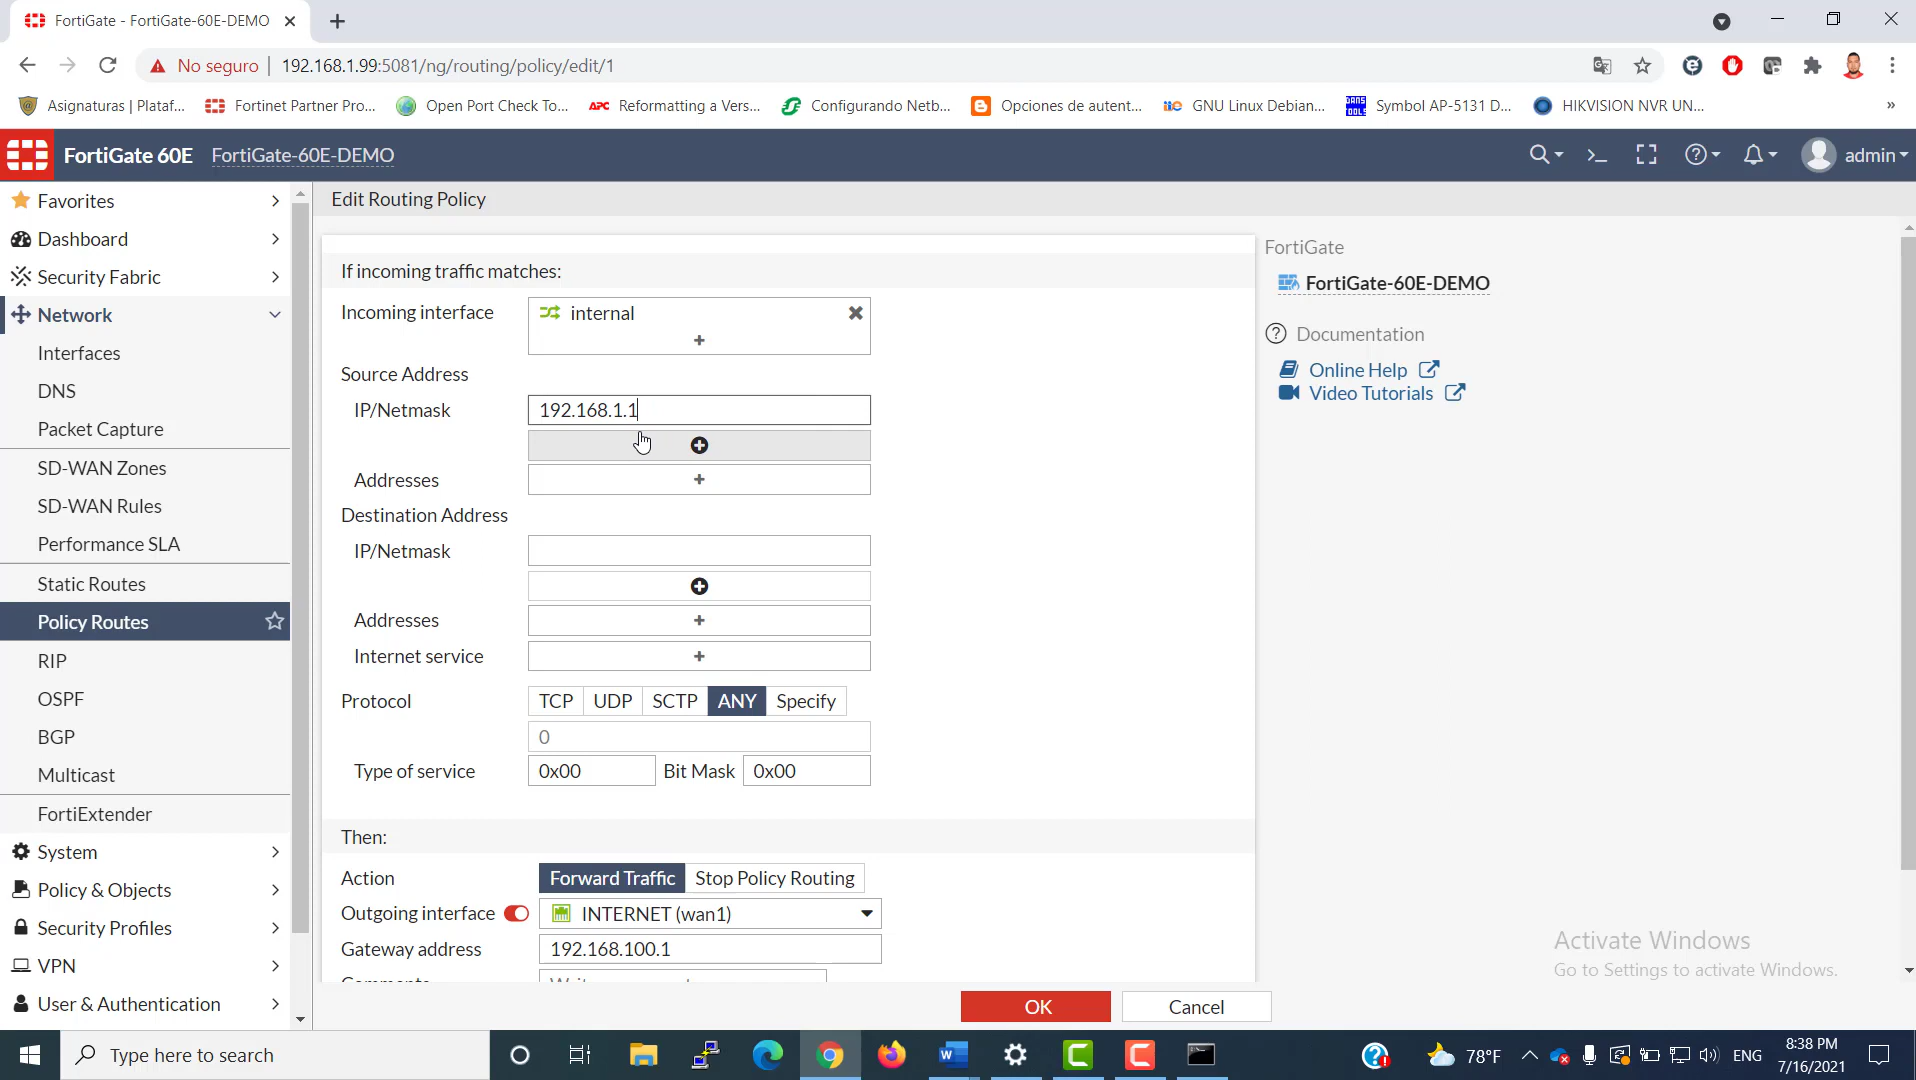 FortiGate - FortiGate-60E-DEMO
No seguro
192.168.1.99:5081/ng/routing/policy/edit/1
Asignaturas | Plataf...
Fortinet Partner Pro...
Open Port Check To...
APC
Reformatting a Vers...
Configurando Netb...
Opciones de autent...
GNU Linux Debian...
DANS
TOOLS
Symbol AP-5131 D...
HIKVISION NVR UN...
FortiGate 60E
FortiGate-60E-DEMO
admin
Favorites
Dashboard
Security Fabric
Network
Interfaces
DNS
Packet Capture
SD-WAN Zones
SD-WAN Rules
Performance SLA
Static Routes
Policy Routes
RIP
OSPF
BGP
Multicast
FortiExtender
System
Policy & Objects
Security Profiles
VPN
User & Authentication
Edit Routing Policy
If incoming traffic matches:
Incoming interface
internal
Source Address
IP/Netmask
192.168.1.1
Addresses
Destination Address
IP/Netmask
Addresses
Internet service
Protocol
TCP UDP SCTP ANY Specify
0
Type of service
0x00
Bit Mask
0x00
Then:
Action
Forward Traffic
Stop Policy Routing
Outgoing interface
INTERNET (wan1)
Gateway address
192.168.100.1
OK
Cancel
FortiGate
FortiGate-60E-DEMO
Documentation
Online Help
Video Tutorials
Activate Windows
Go to Settings to activate Windows.
Type here to search
78°F
ENG
8:38 PM
7/16/2021